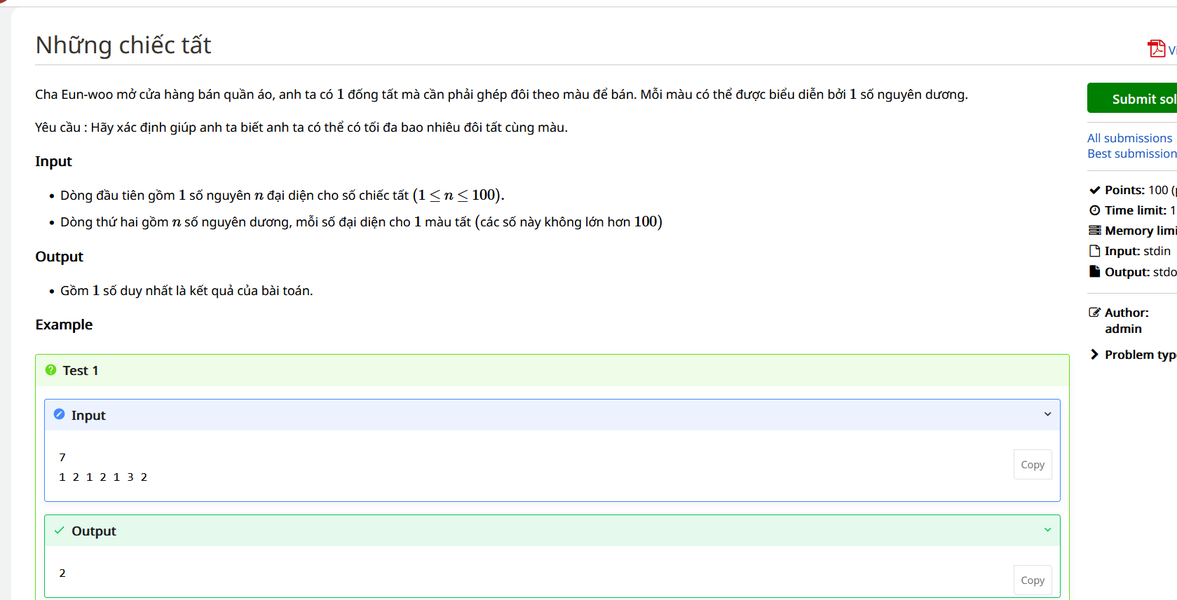 Những chiếc tất
Cha Eun-woo mở cửa hàng bán quần áo, anh ta có 1 đống tất mà cần phải ghép đôi theo màu để bán. Mỗi màu có thể được biểu diễn bởi 1 số nguyên dương.
Yêu cầu : Hãy xác định giúp anh ta biết anh ta có thể có tối đa bao nhiêu đôi tất cùng màu.
Input
• Dòng đầu tiên gồm 1 số nguyên n đại diện cho số chiếc tất (1 ≤ n ≤ 100).
• Dòng thứ hai gồm n số nguyên dương, mỗi số đại diện cho 1 màu tất (các số này không lớn hơn 100)
Output
• Gồm 1 số duy nhất là kết quả của bài toán.
Example
Test 1
Input
7
1 2 1 2 1 3 2
Copy
Output
2
Copy
Submit sol
All submissions
Best submission
Points: 100 (
Time limit: 1
Memory limi
Input: stdin
Output: stdo
Author:
admin
Problem typ